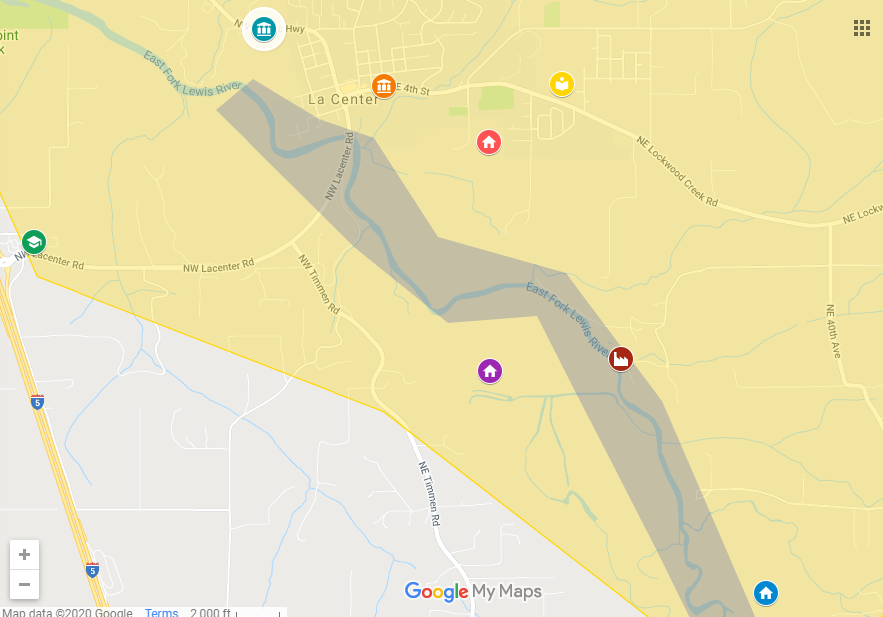 oint
k
Hwy
East Fork Lewis River
La Center
E 4th St
NW Lacenter Rd
NE Lockwood Creek Rd
NE Lockw
NW Lacenter Rd
NW Lacenter Rd
NW Timmen Rd
East Fork Lewis River
NE 40th Ave
5
NE Timmen Rd
5
+
−
Google My Maps
Map data ©2020 Google Terms 2,000 ft